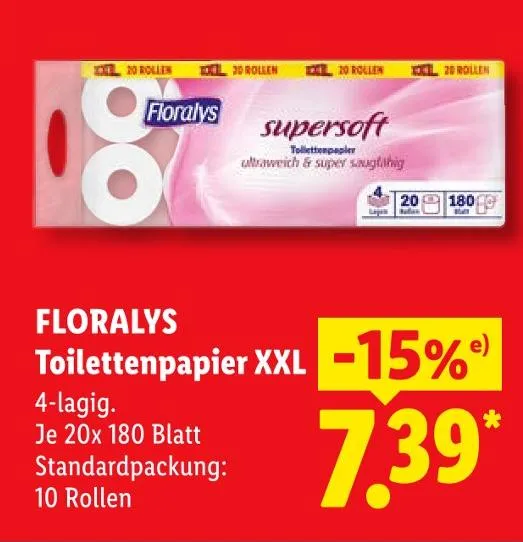 XXL 20 ROLLEN XXL 20 ROLLEN XXL 20 ROLLEN XXL 20 ROLLEN
Floralys
supersoft
Toilettenpapier
ultraweich & super saugfähig
4 20 180
Lagen Rollen Blatt
FLORALYS
Toilettenpapier XXL
-15%e)
4-lagig.
Je 20x 180 Blatt
Standardpackung:
10 Rollen
7.39*